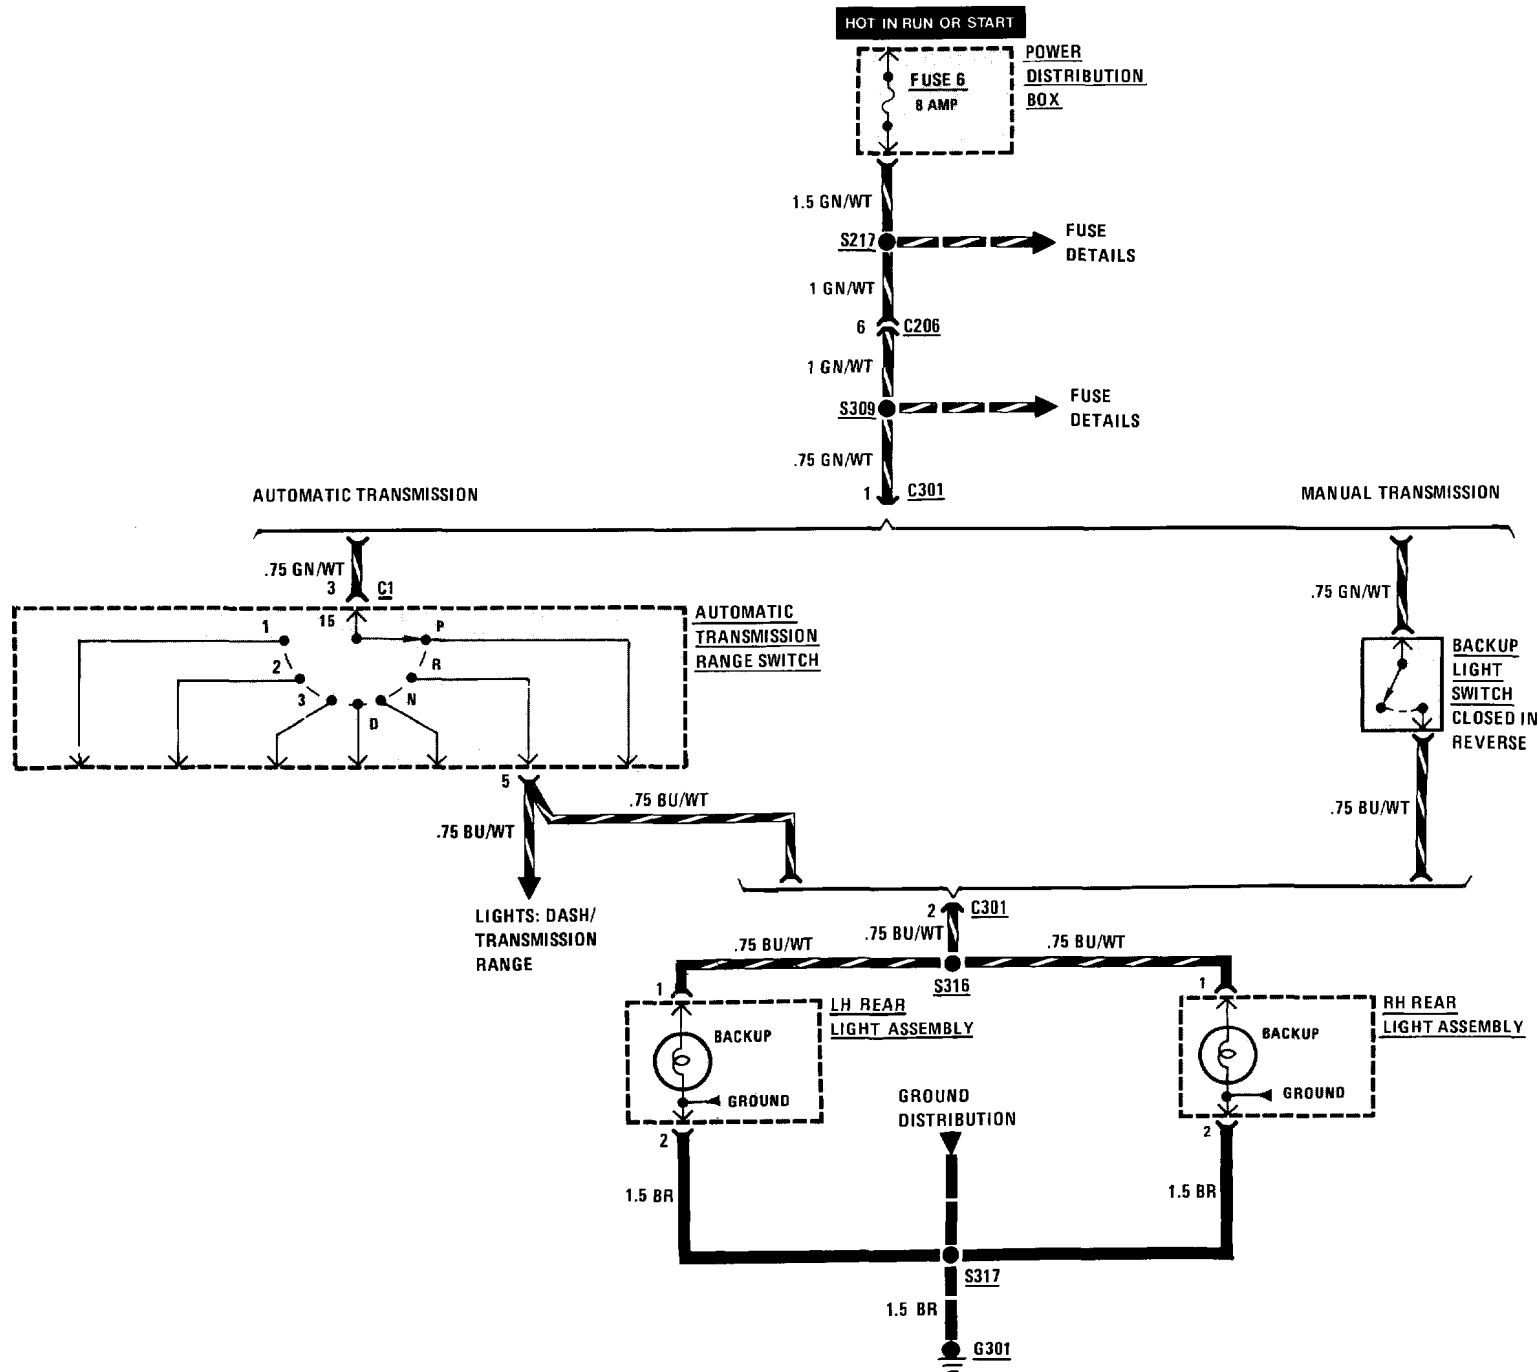 HOT IN RUN OR START
POWER
DISTRIBUTION
BOX
FUSE 6
8 AMP
1.5 GN/WT
S217
FUSE
DETAILS
1 GN/WT
6
C206
1 GN/WT
S309
FUSE
DETAILS
.75 GN/WT
1
C301
AUTOMATIC TRANSMISSION
MANUAL TRANSMISSION
.75 GN/WT
3
C1
AUTOMATIC
TRANSMISSION
RANGE SWITCH
15
1
2
3
D
N
R
P
.75 GN/WT
BACKUP
LIGHT
SWITCH
CLOSED IN
REVERSE
5
.75 BU/WT
.75 BU/WT
.75 BU/WT
LIGHTS: DASH/
TRANSMISSION
RANGE
2
C301
.75 BU/WT
.75 BU/WT
.75 BU/WT
S316
1
LH REAR
LIGHT ASSEMBLY
BACKUP
GROUND
2
1
RH REAR
LIGHT ASSEMBLY
BACKUP
GROUND
2
GROUND
DISTRIBUTION
1.5 BR
1.5 BR
S317
1.5 BR
G301